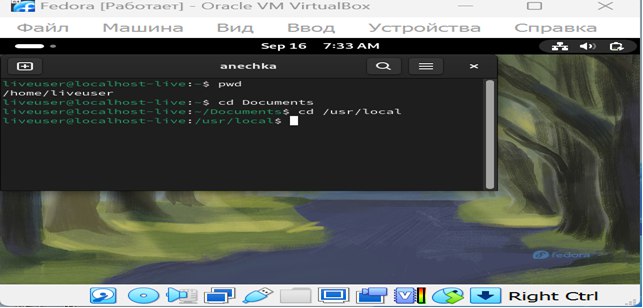 Fedora [Работает] - Oracle VM VirtualBox
Файл Машина Вид Ввод Устройства Справка
Sep 16 7:33 AM
anechka
liveuser@localhost-live:~$ pwd
/home/liveuser
liveuser@localhost-live:~$ cd Documents
liveuser@localhost-live:~/Documents$ cd /usr/local
liveuser@localhost-live:/usr/local$
fedora
Right Ctrl